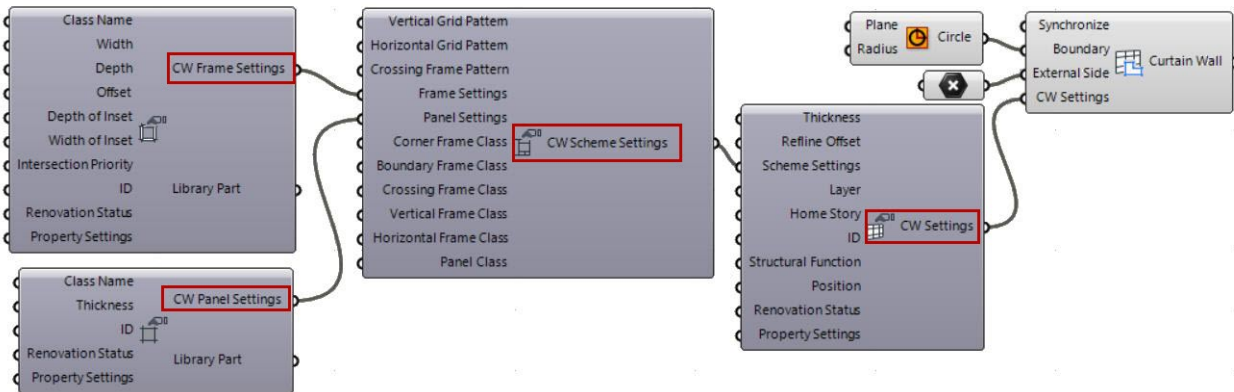 Class Name
Width
Depth
Offset
Depth of Inset
Width of Inset
Intersection Priority
ID
Renovation Status
Property Settings
CW Frame Settings
Library Part
Class Name
Thickness
ID
Renovation Status
Property Settings
CW Panel Settings
Library Part
Vertical Grid Pattem
Horizontal Grid Pattem
Crossing Frame Pattem
Frame Settings
Panel Settings
Corner Frame Class
Boundary Frame Class
Crossing Frame Class
Vertical Frame Class
Horizontal Frame Class
Panel Class
CW Scheme Settings
Thickness
Refline Offset
Scheme Settings
Layer
Home Story
ID
Structural Function
Position
Renovation Status
Property Settings
CW Settings
Plane
Radius
Circle
Synchronize
Boundary
External Side
CW Settings
Curtain Wall